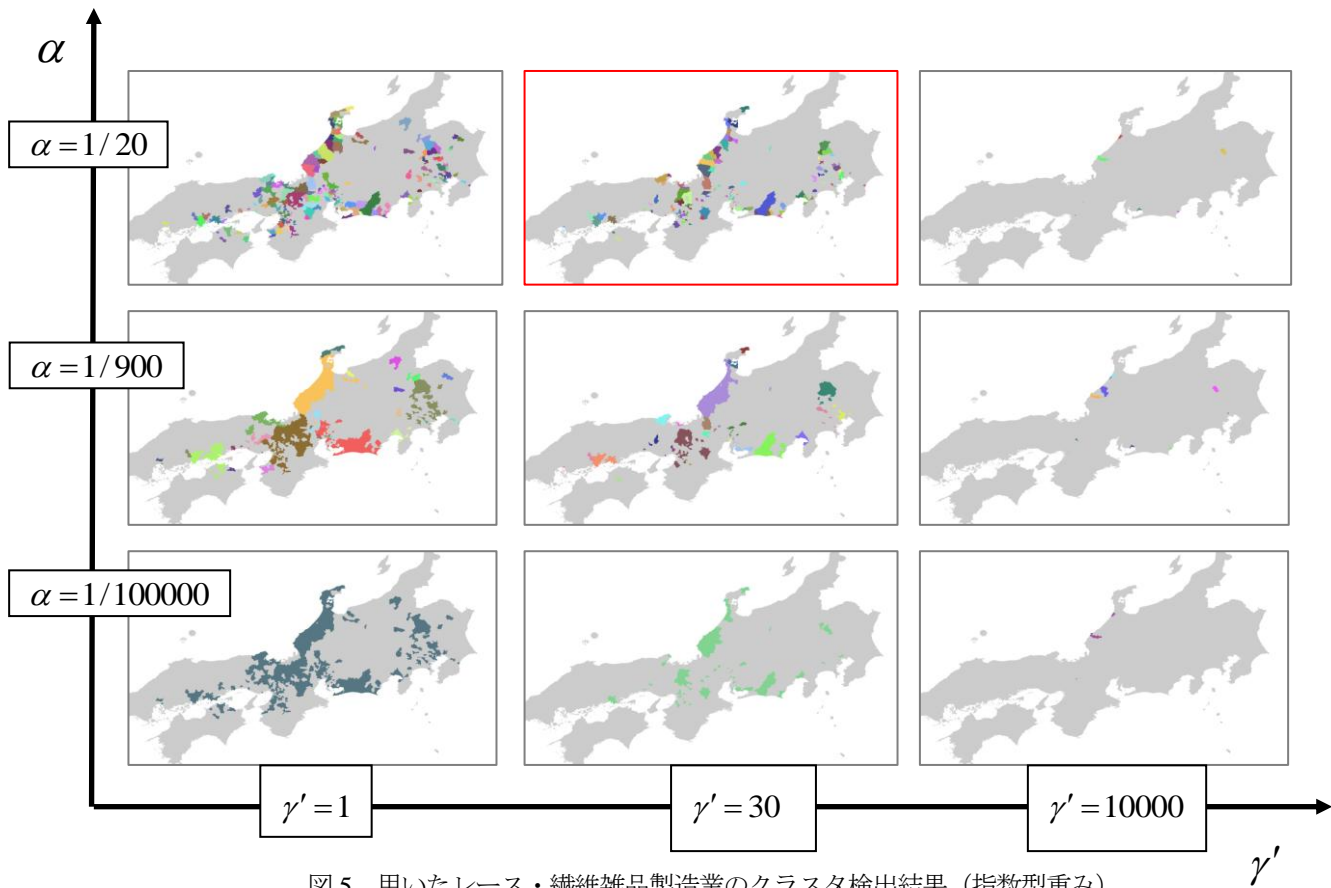 α
α = 1/20
α = 1/900
α = 1/100000
γ′ = 1
γ′ = 30
γ′ = 10000
γ′
図 5 用いたレース・繊維雑品製造業のクラスタ検出結果（指数型重み）